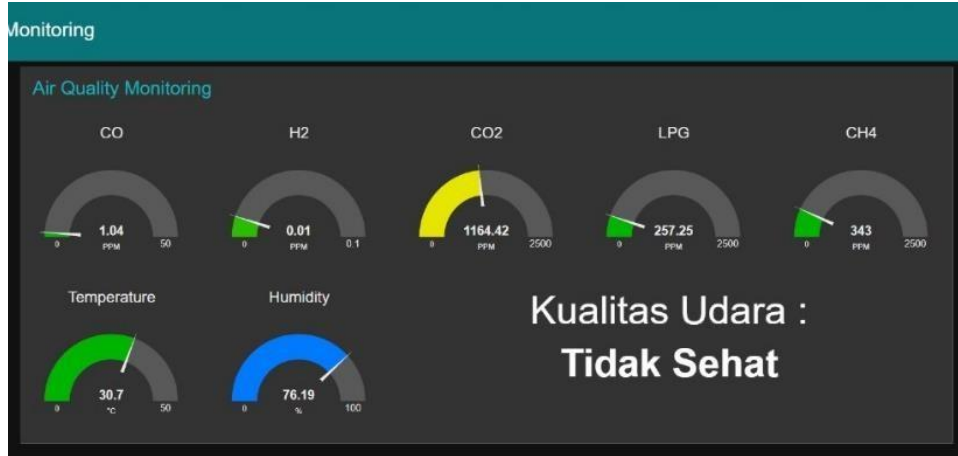 Monitoring
Air Quality Monitoring
CO
1.04
PPM
0
50
H2
0.01
PPM
0
0.1
CO2
1164.42
PPM
0
2500
LPG
257.25
PPM
0
2500
CH4
343
PPM
0
2500
Temperature
30.7
°C
0
50
Humidity
76.19
%
0
100
Kualitas Udara :
Tidak Sehat